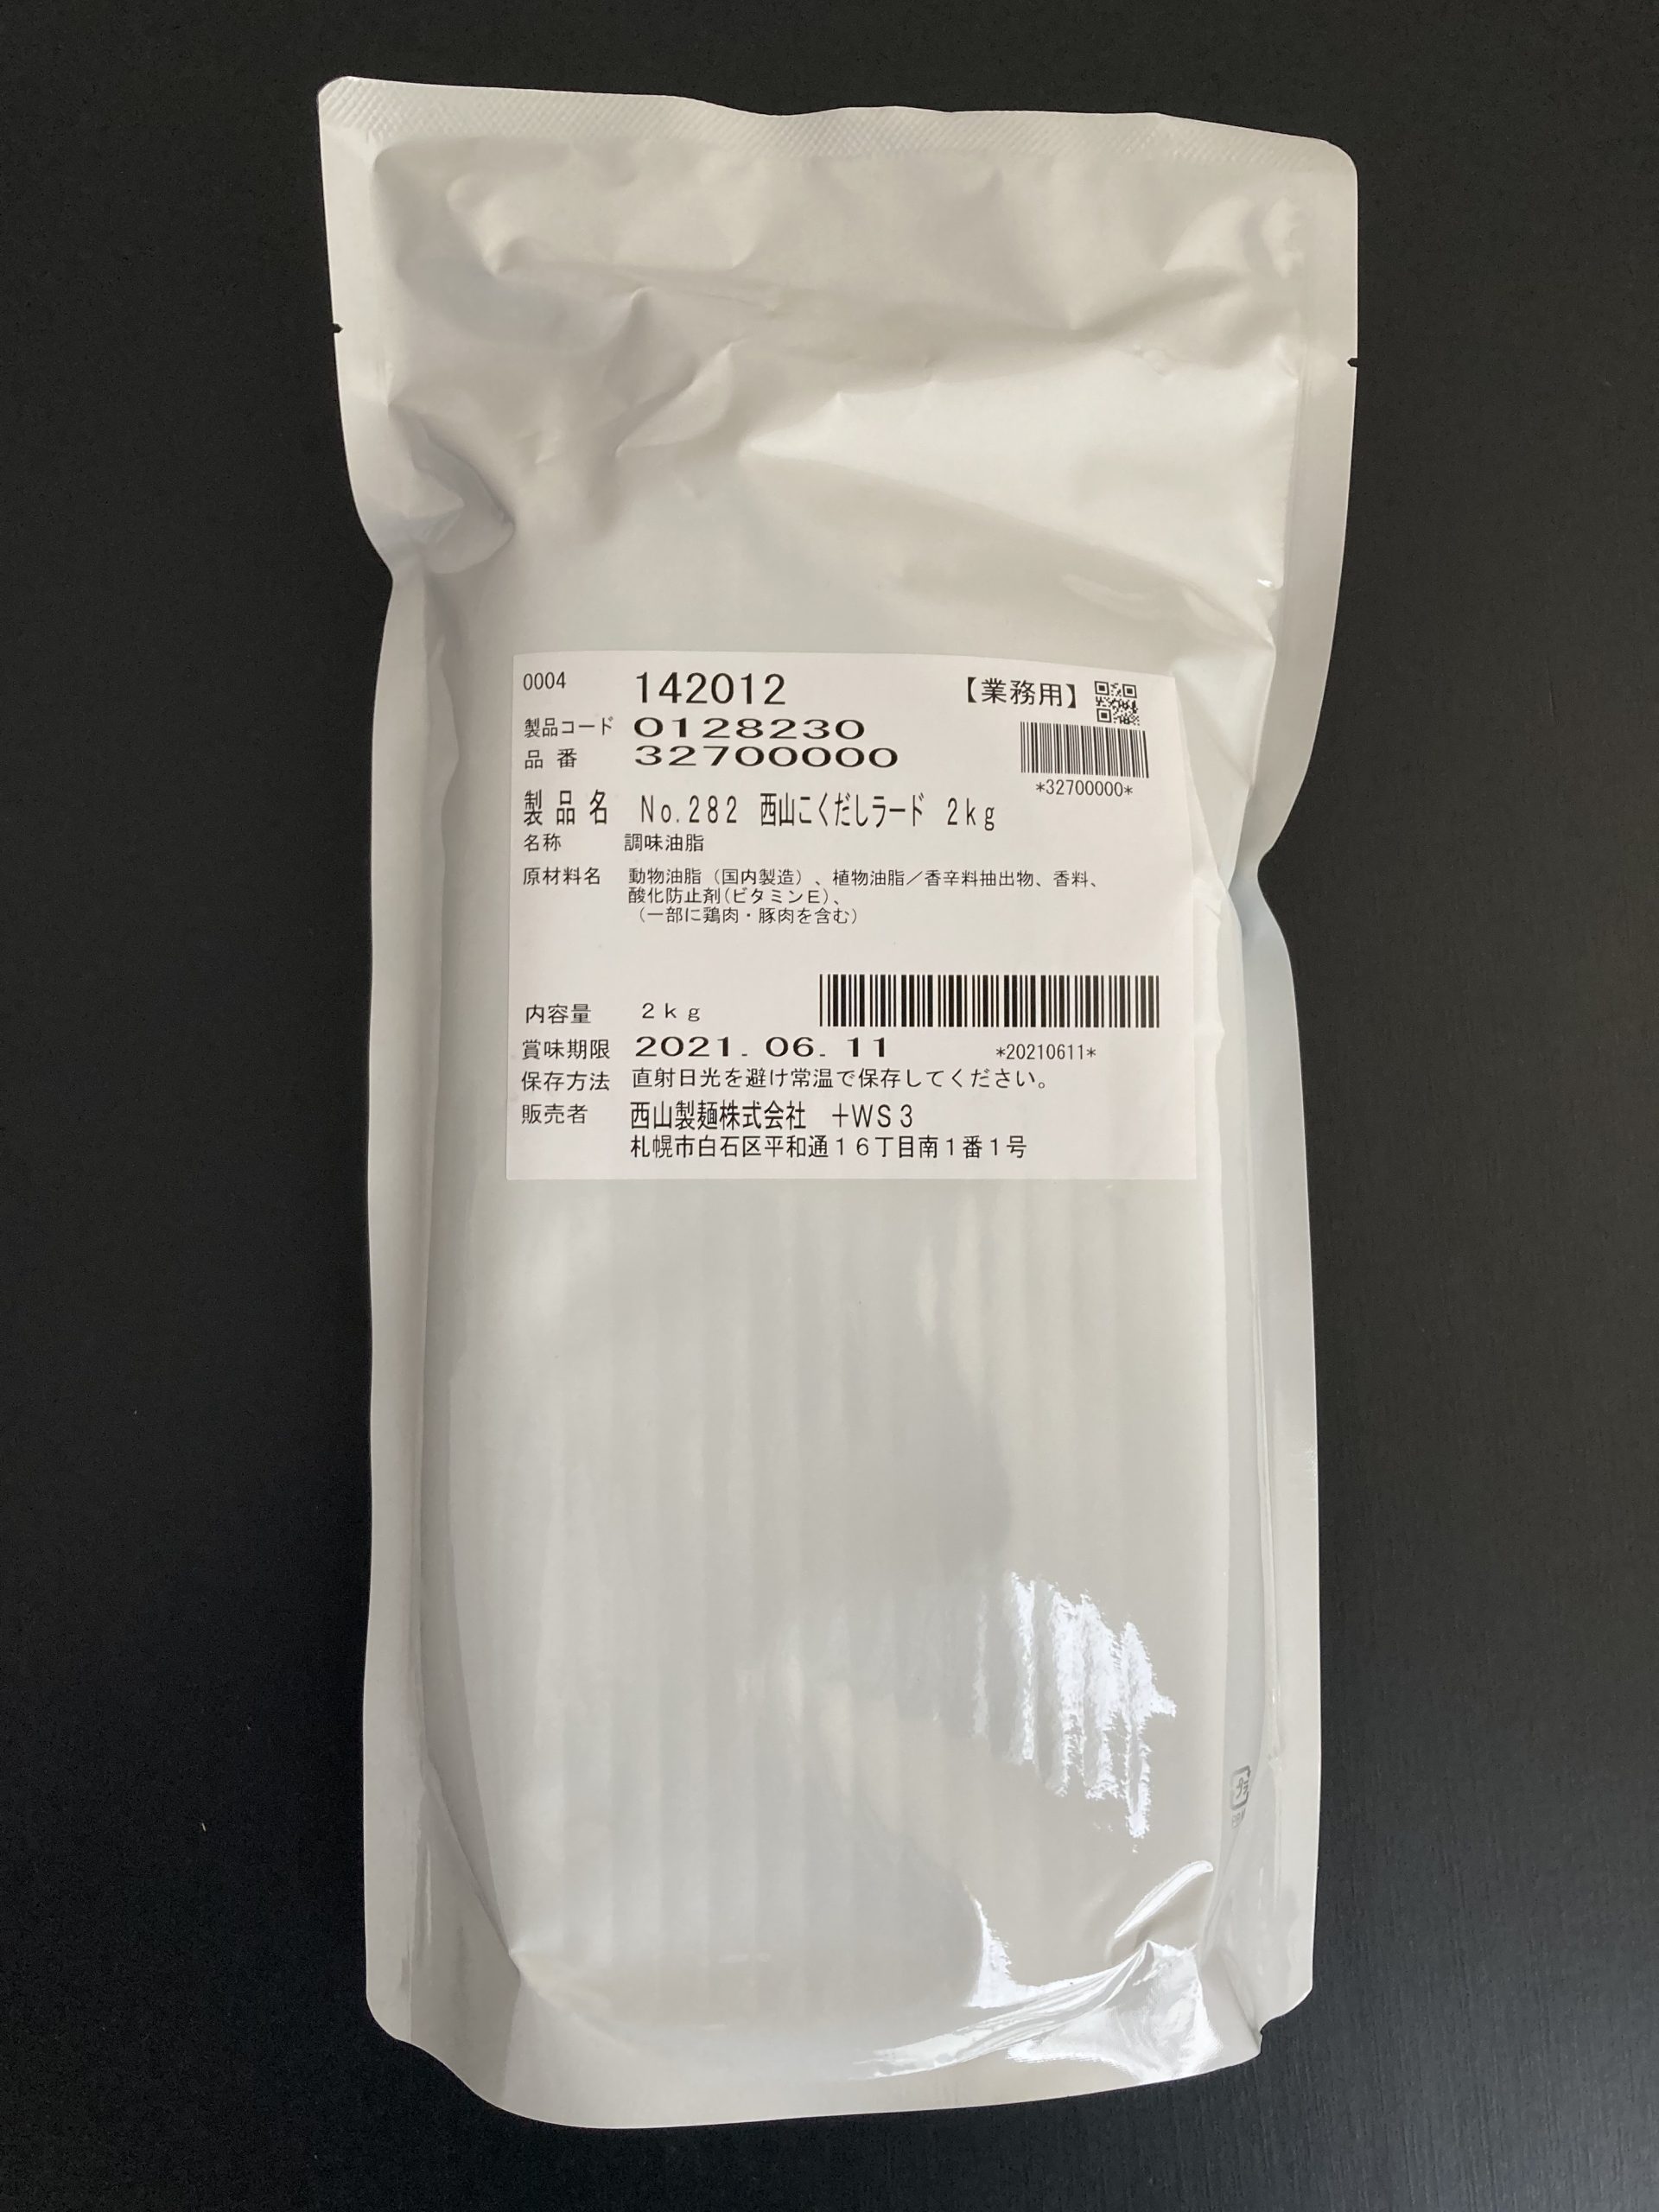 0004 142012 【業務用】
製品コード 0128230
品番 32700000
*32700000*
製品名 No.282 西山こくだしラード 2kg
名称 調味油脂
原材料名 動物油脂(国内製造)、植物油脂/香辛料抽出物、香料、
酸化防止剤(ビタミンE)、
(一部に鶏肉・豚肉を含む)
内容量 2kg
賞味期限 2021.06.11 *20210611*
保存方法 直射日光を避け常温で保存してください。
販売者 西山製麺株式会社 +WS3
札幌市白石区平和通16丁目南1番1号
プラ